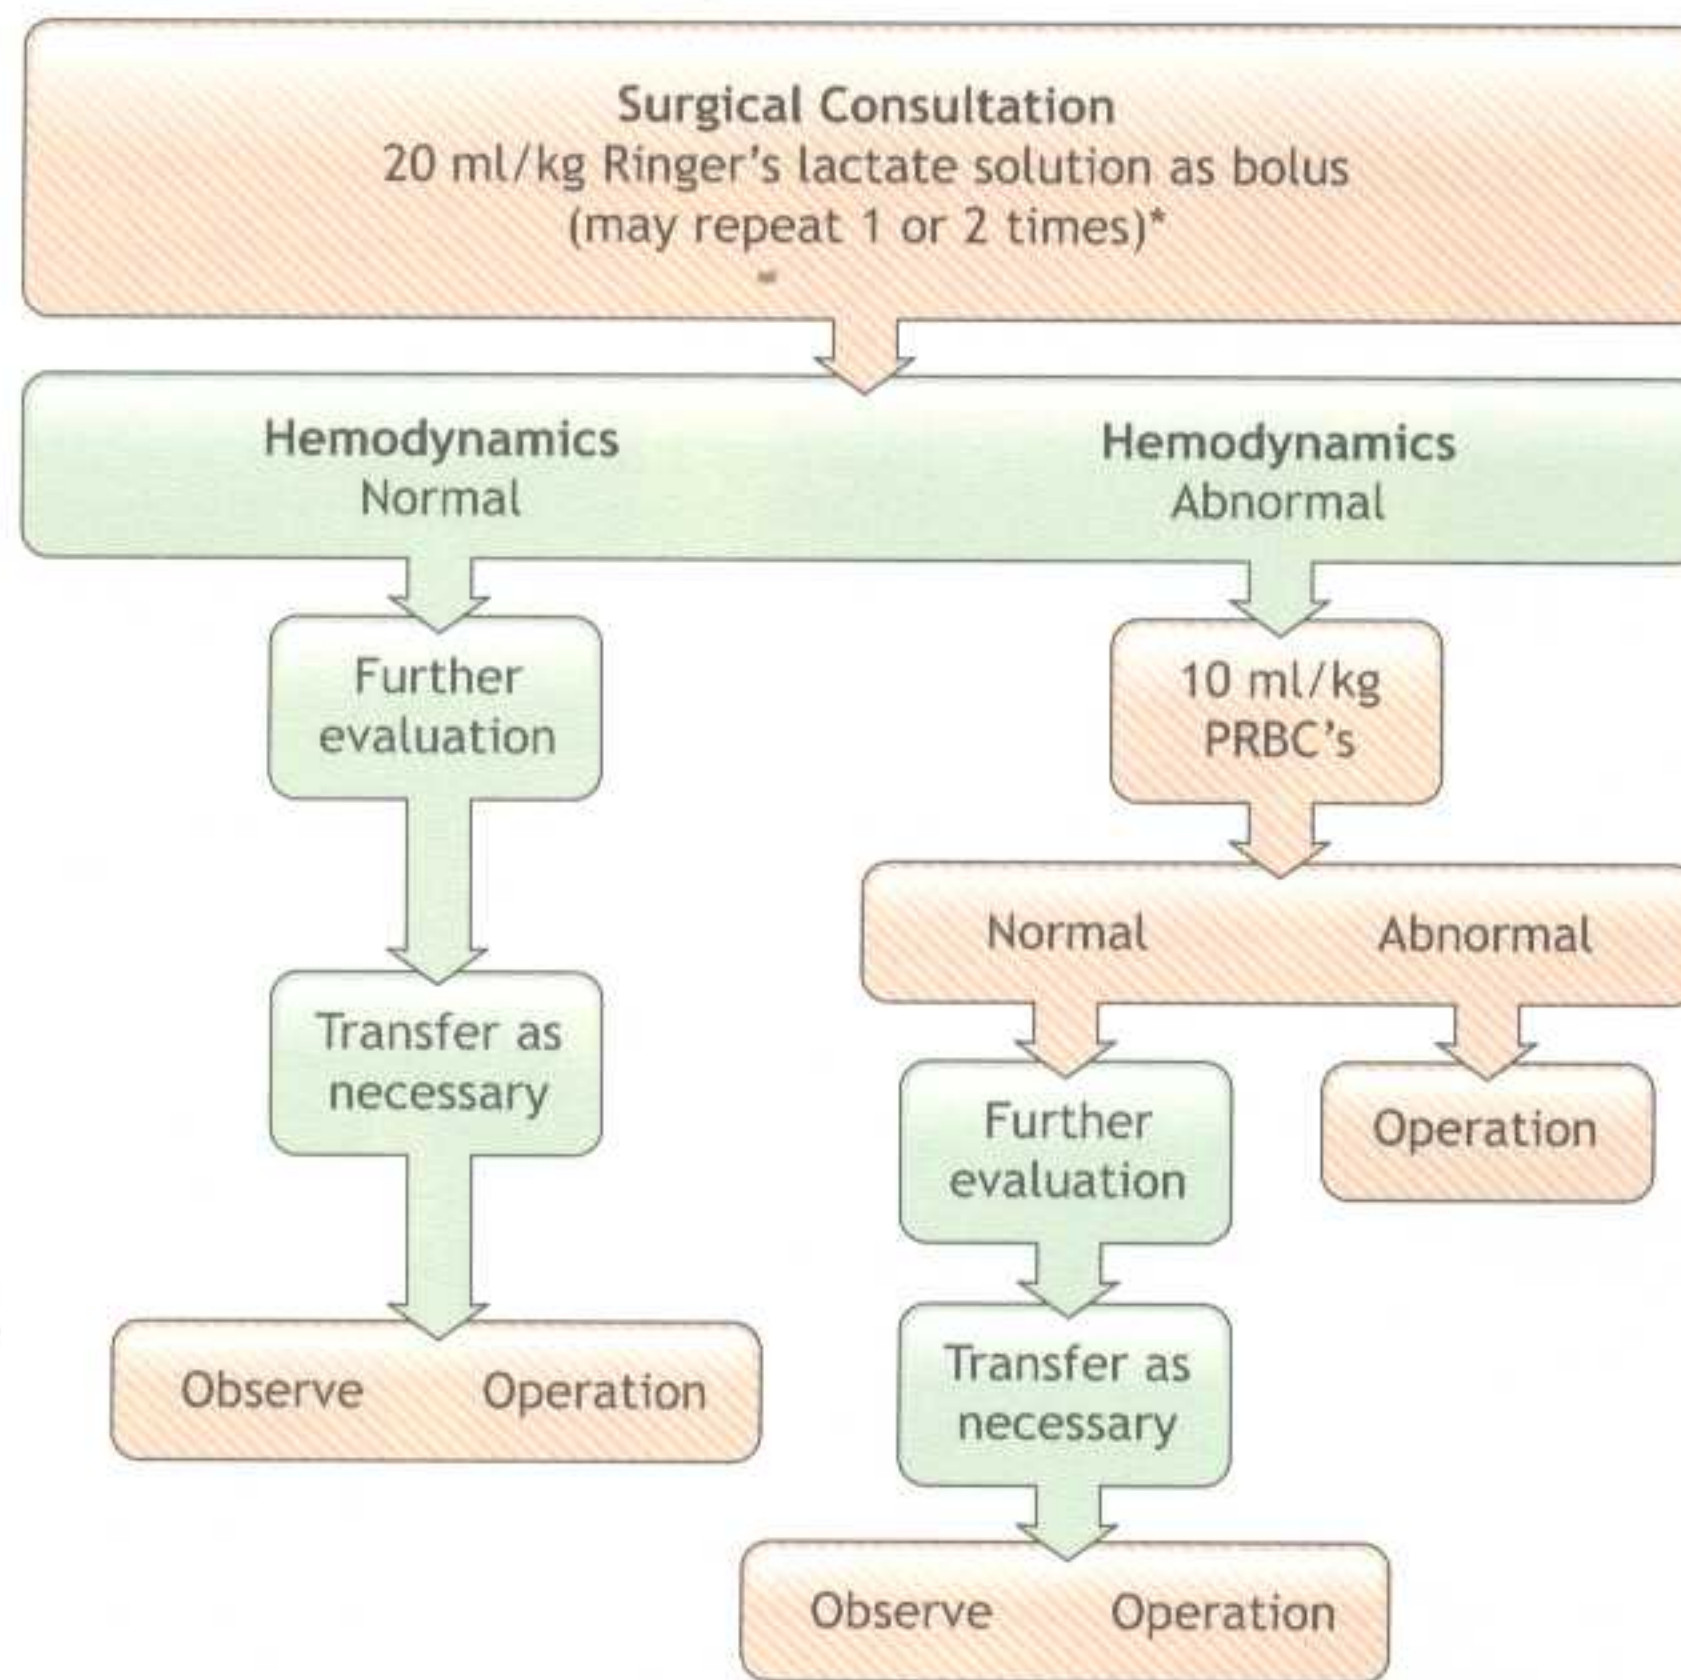 Surgical Consultation
20 ml/kg Ringer's lactate solution as bolus
(may repeat 1 or 2 times)*
Hemodynamics
Normal
Hemodynamics
Abnormal
Further
evaluation
10 ml/kg
PRBC's
Normal
Abnormal
Transfer as
necessary
Further
evaluation
Operation
Transfer as
necessary
Observe
Operation
Observe
Operation